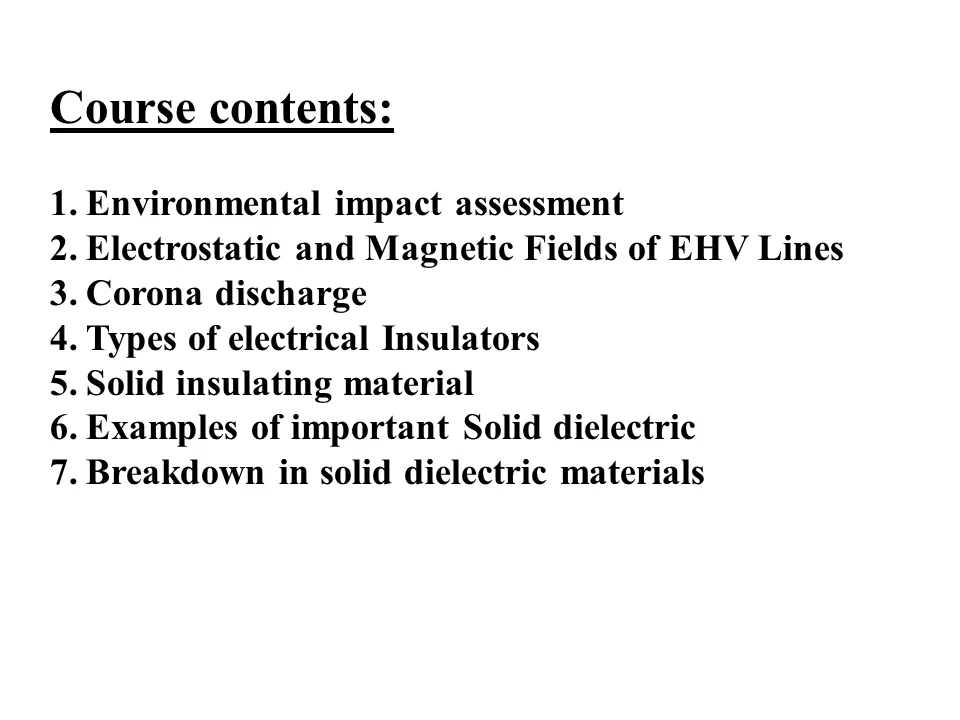 Course contents:
1. Environmental impact assessment
2. Electrostatic and Magnetic Fields of EHV Lines
3. Corona discharge
4. Types of electrical Insulators
5. Solid insulating material
6. Examples of important Solid dielectric
7. Breakdown in solid dielectric materials